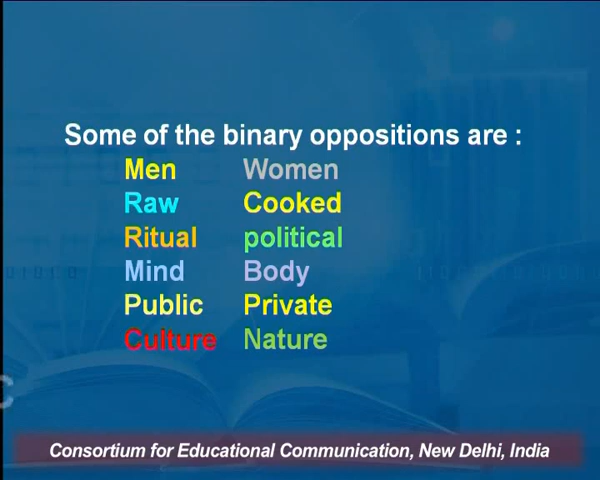 Some of the binary oppositions are :
Men Women
Raw Cooked
Ritual political
Mind Body
Public Private
Culture Nature
Consortium for Educational Communication, New Delhi, India